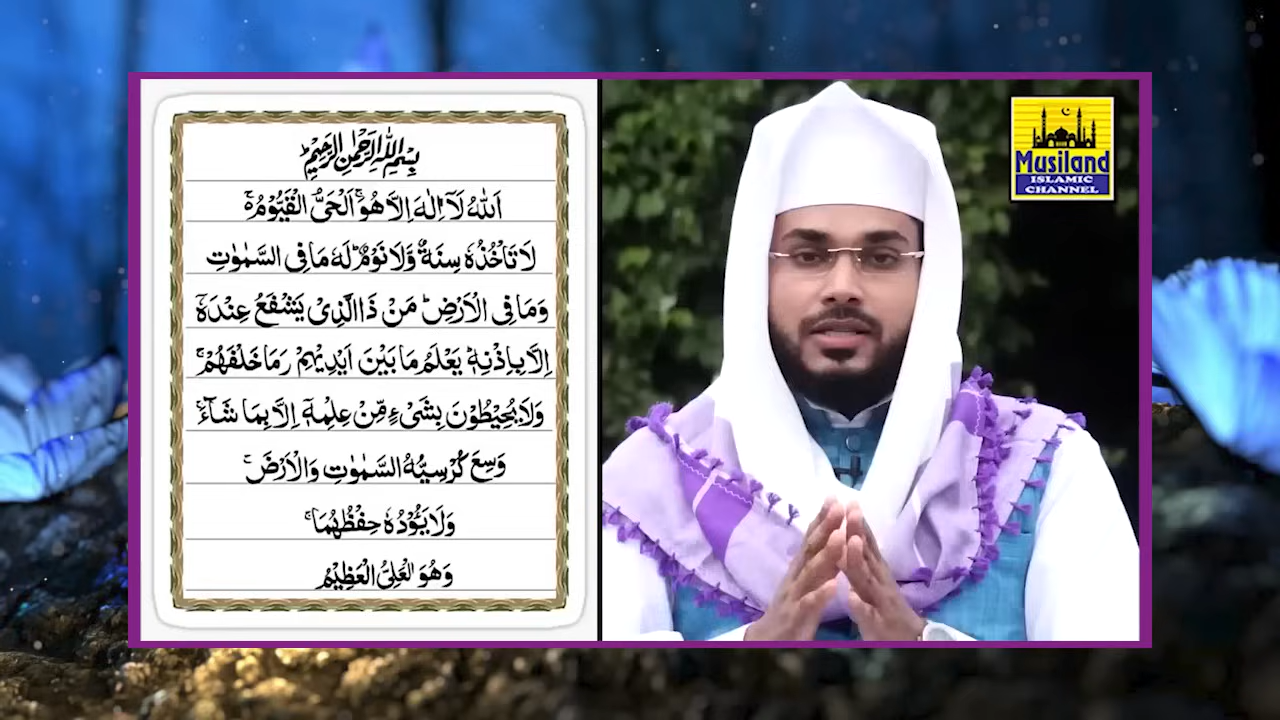 بِسْمِ اللّٰهِ الرَّحْمٰنِ الرَّحِيْمِ
اَللّٰهُ لَآ اِلٰهَ اِلَّا هُوَۚ اَلْحَیُّ الْقَيُّوْمُ ۚ
لَا تَاْخُذُهٗ سِنَةٌ وَّلَا نَوْمٌ ؕ لَهٗ مَا فِی السَّمٰوٰتِ
وَمَا فِی الْاَرْضِ ؕ مَنْ ذَا الَّذِیْ يَشْفَعُ عِنْدَهٗۤ
اِلَّا بِاِذْنِهٖ ؕ يَعْلَمُ مَا بَيْنَ اَيْدِيْهِمْ رَمَا خَلْفَهُمْ ۚ
وَلَا يُحِيْطُوْنَ بِشَیْءٍ مِّنْ عِلْمِهٖۤ اِلَّا بِمَا شَآءَ ۚ
وَسِعَ كُرْسِيُّهُ السَّمٰوٰتِ وَالْاَرْضَ ۚ
وَلَا يَـُٔوْدُهٗ حِفْظُهُمَا ۚ
وَهُوَ الْعَلِیُّ الْعَظِيْمُ
Musiland
ISLAMIC
CHANNEL